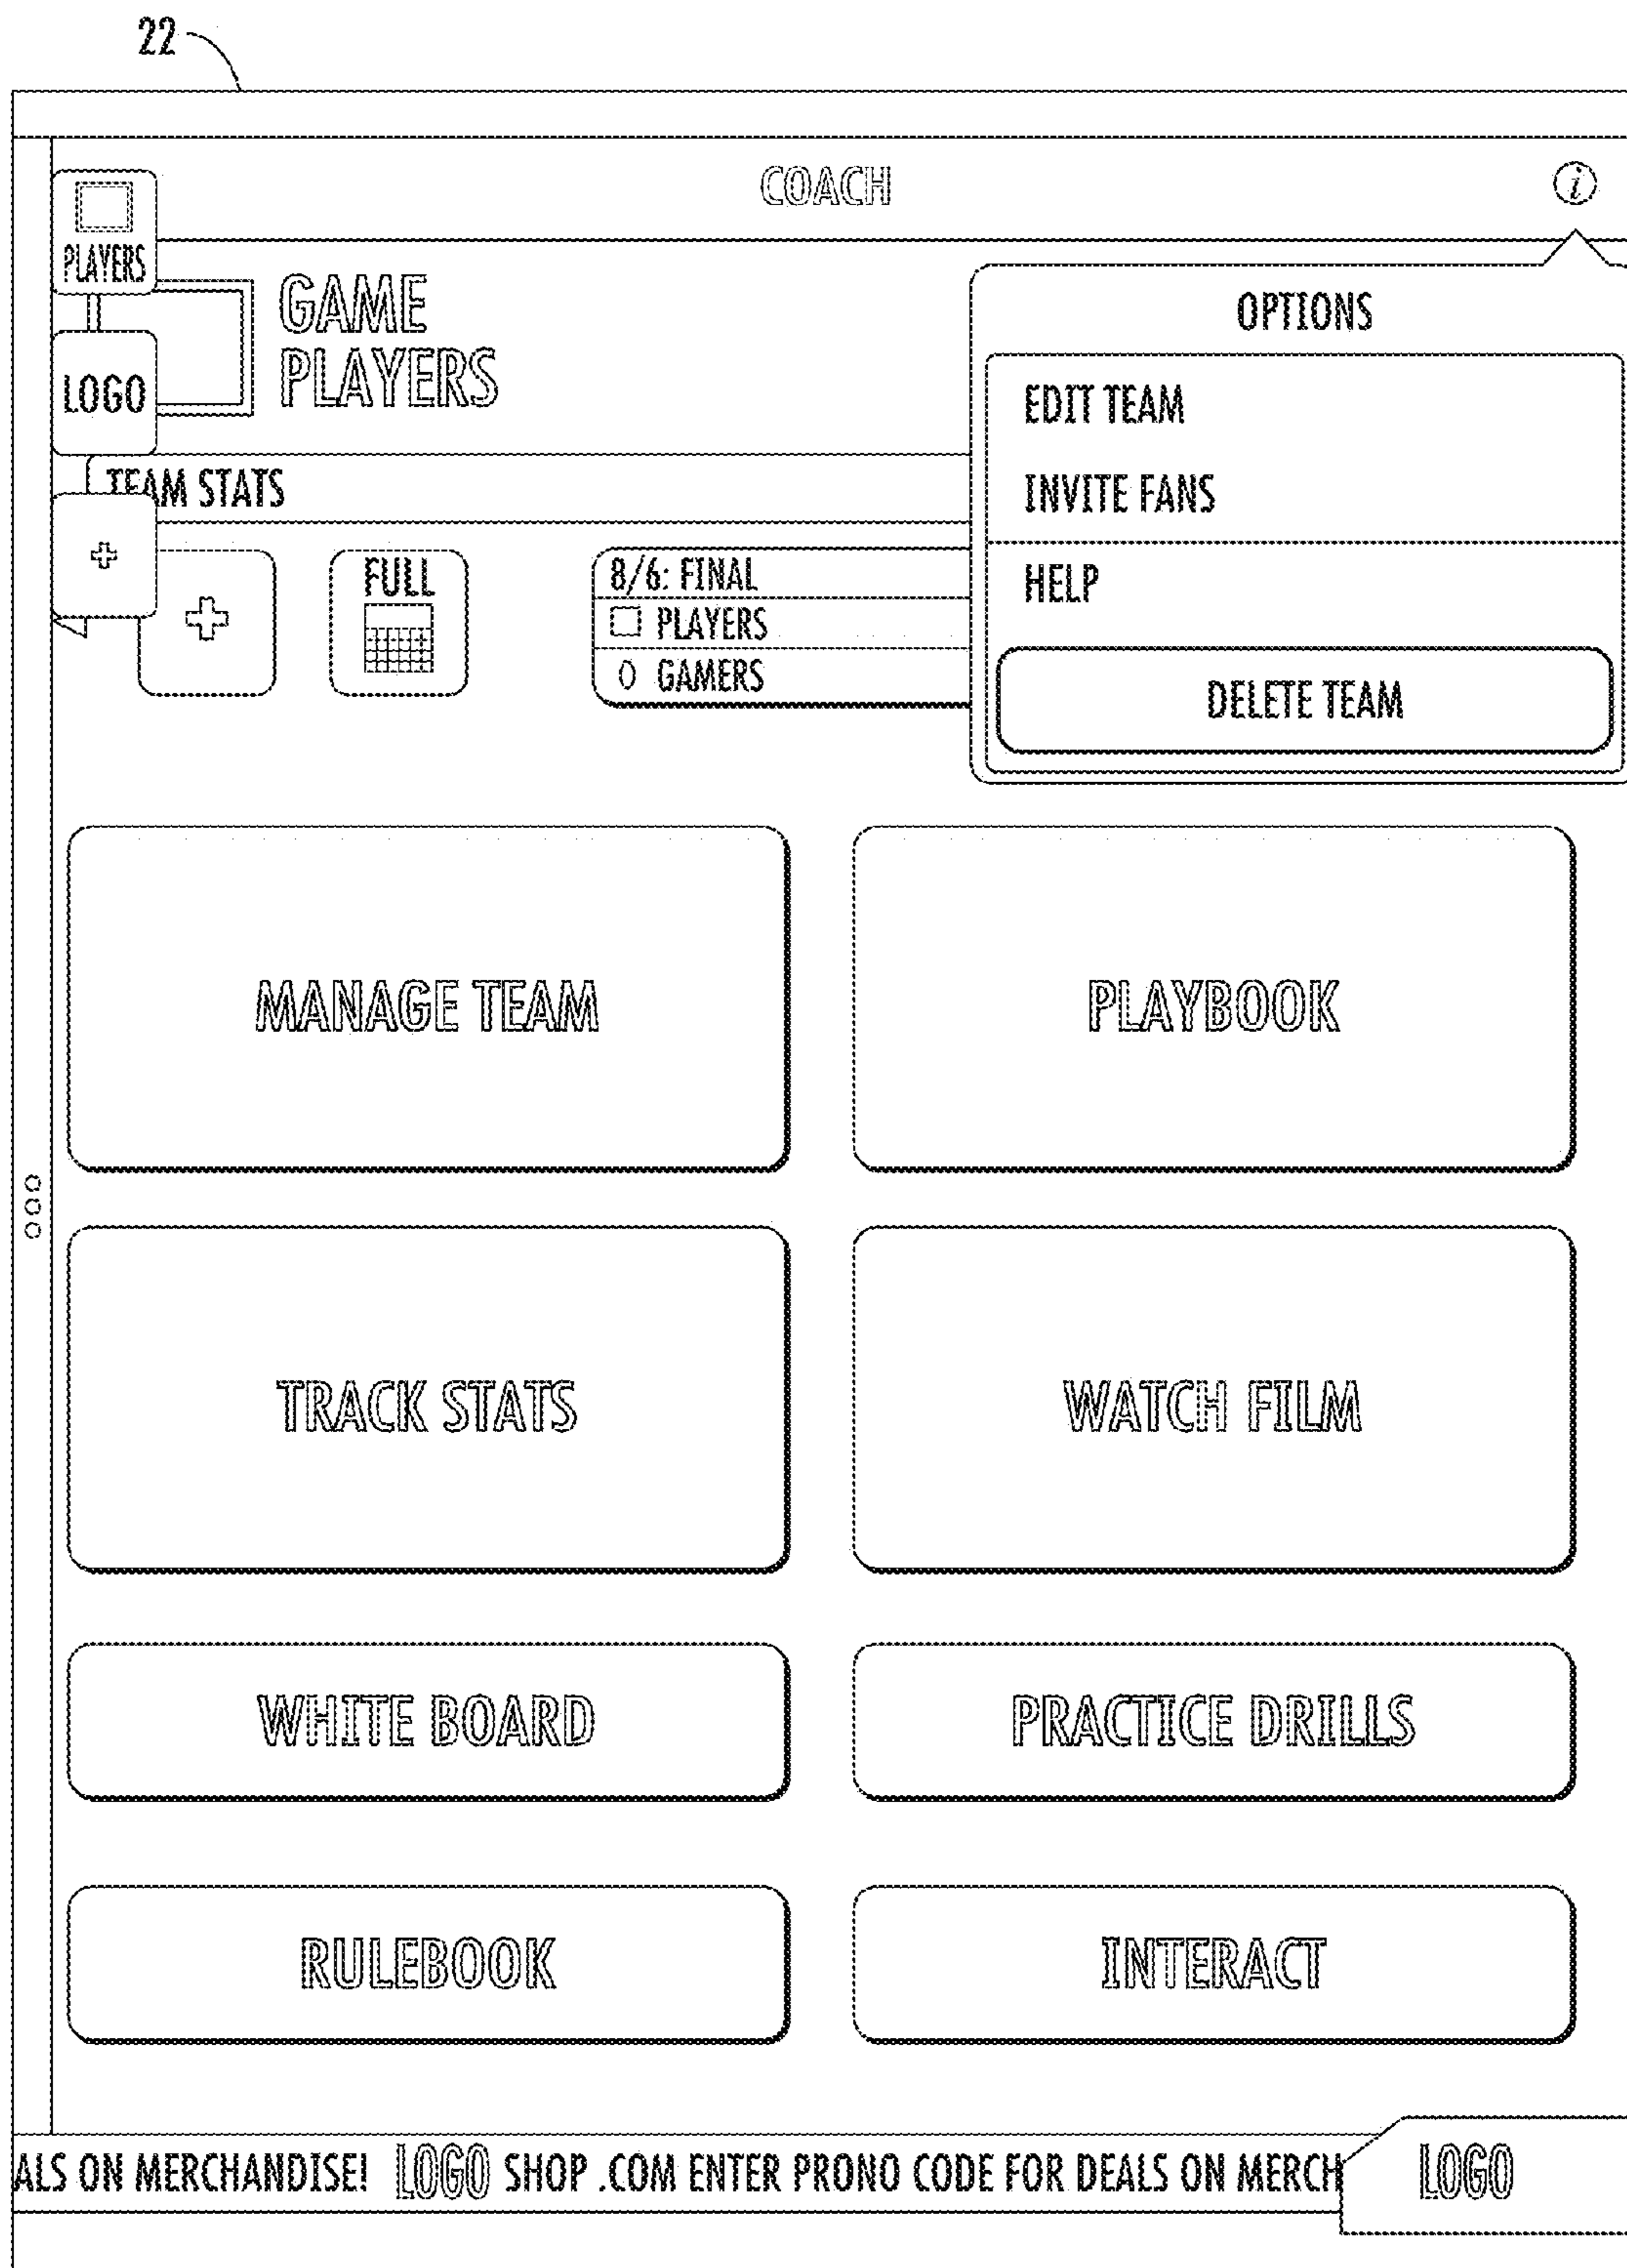 22
COACH
i
PLAYERS
GAME
PLAYERS
LOGO
OPTIONS
EDIT TEAM
INVITE FANS
HELP
DELETE TEAM
TEAM STATS
FULL
8/6: FINAL
PLAYERS
GAMERS
MANAGE TEAM
PLAYBOOK
TRACK STATS
WATCH FILM
WHITE BOARD
PRACTICE DRILLS
RULEBOOK
INTERACT
ALS ON MERCHANDISE! LOGO SHOP .COM ENTER PRONO CODE FOR DEALS ON MERCH
LOGO